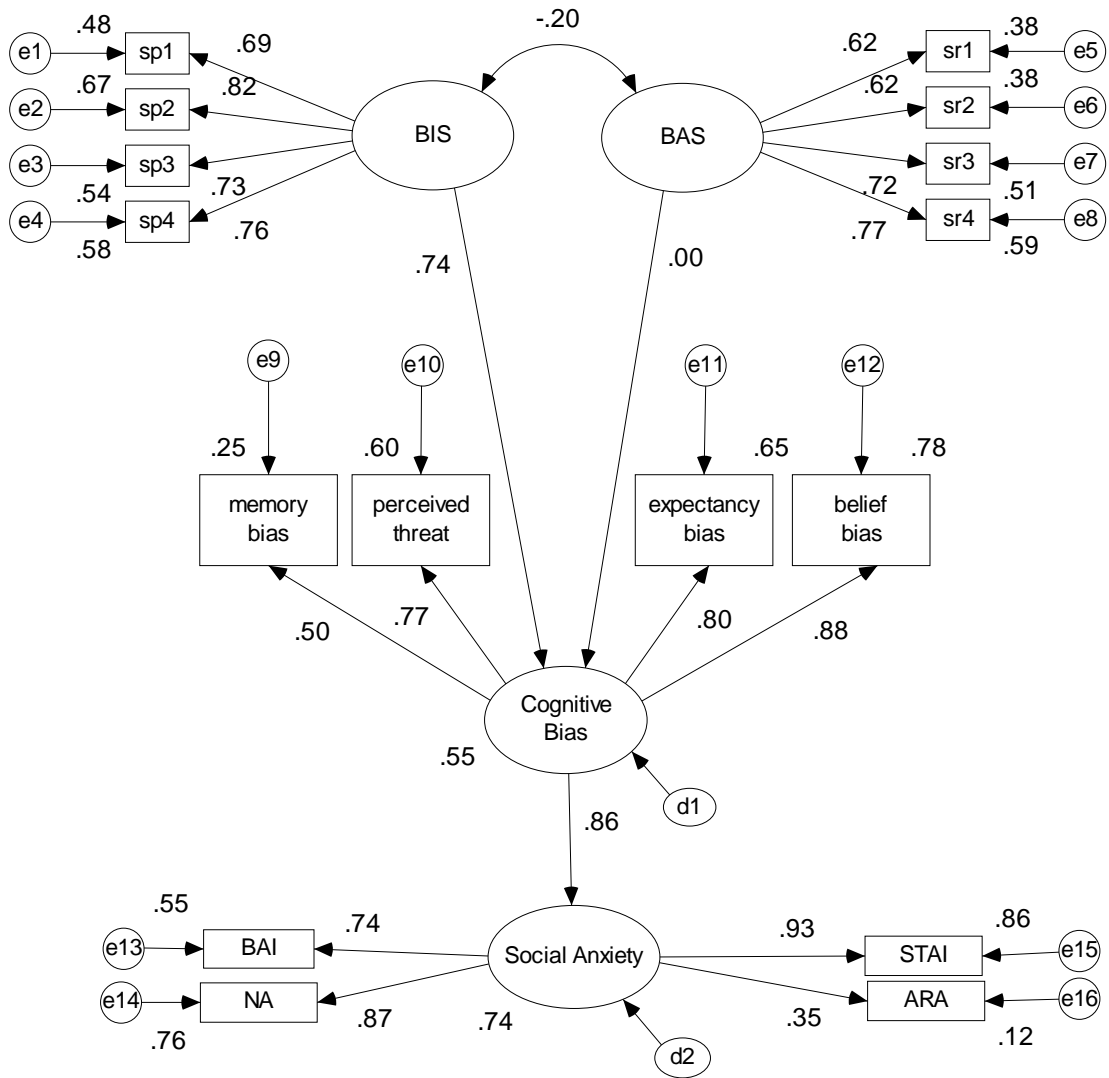 -.20
.48
.69
.62
.38
e1
sp1
sr1
e5
.67
.82
.62
.38
e2
sp2
BIS
BAS
sr2
e6
e3
sp3
sr3
e7
.54
.73
.72
.51
e4
sp4
sr4
e8
.58
.76
.77
.59
.74
.00
e9
e10
e11
e12
.25
.60
.65
.78
memory
bias
perceived
threat
expectancy
bias
belief
bias
.50
.77
.80
.88
Cognitive
Bias
.55
d1
.86
.55
.74
.93
.86
e13
BAI
Social Anxiety
STAI
e15
e14
NA
ARA
e16
.76
.87
.74
.35
.12
d2